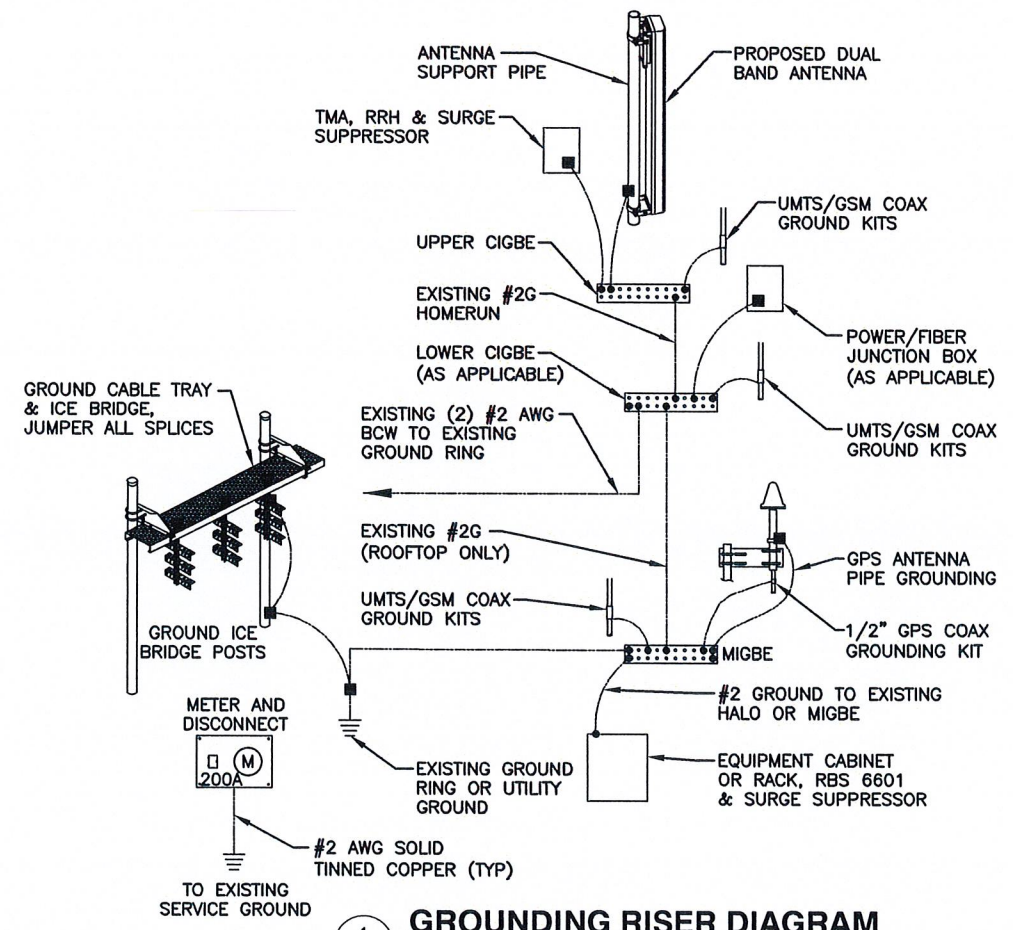 ANTENNA
SUPPORT PIPE
PROPOSED DUAL
BAND ANTENNA
TMA, RRH & SURGE
SUPPRESSOR
UMTS/GSM COAX
GROUND KITS
UPPER CIGBE
EXISTING #2G
HOMERUN
POWER/FIBER
JUNCTION BOX
(AS APPLICABLE)
LOWER CIGBE
(AS APPLICABLE)
GROUND CABLE TRAY
& ICE BRIDGE,
JUMPER ALL SPLICES
EXISTING (2) #2 AWG
BCW TO EXISTING
GROUND RING
UMTS/GSM COAX
GROUND KITS
EXISTING #2G
(ROOFTOP ONLY)
GPS ANTENNA
PIPE GROUNDING
UMTS/GSM COAX
GROUND KITS
1/2" GPS COAX
GROUNDING KIT
GROUND ICE
BRIDGE POSTS
MIGBE
#2 GROUND TO EXISTING
HALO OR MIGBE
METER AND
DISCONNECT
M
200A
EXISTING GROUND
RING OR UTILITY
GROUND
EQUIPMENT CABINET
OR RACK, RBS 6601
& SURGE SUPPRESSOR
#2 AWG SOLID
TINNED COPPER (TYP)
TO EXISTING
SERVICE GROUND
GROUNDING RISER DIAGRAM